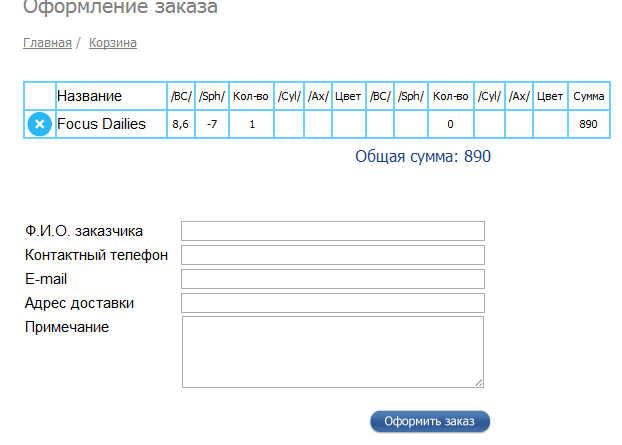 Оформление заказа
Главная / Корзина
Название /BC/ /Sph/ Кол-во /Cyl/ /Ax/ Цвет /BC/ /Sph/ Кол-во /Cyl/ /Ax/ Цвет Сумма
Focus Dailies 8,6 -7 1 0 890
Общая сумма: 890
Ф.И.О. заказчика
Контактный телефон
E-mail
Адрес доставки
Примечание
Оформить заказ